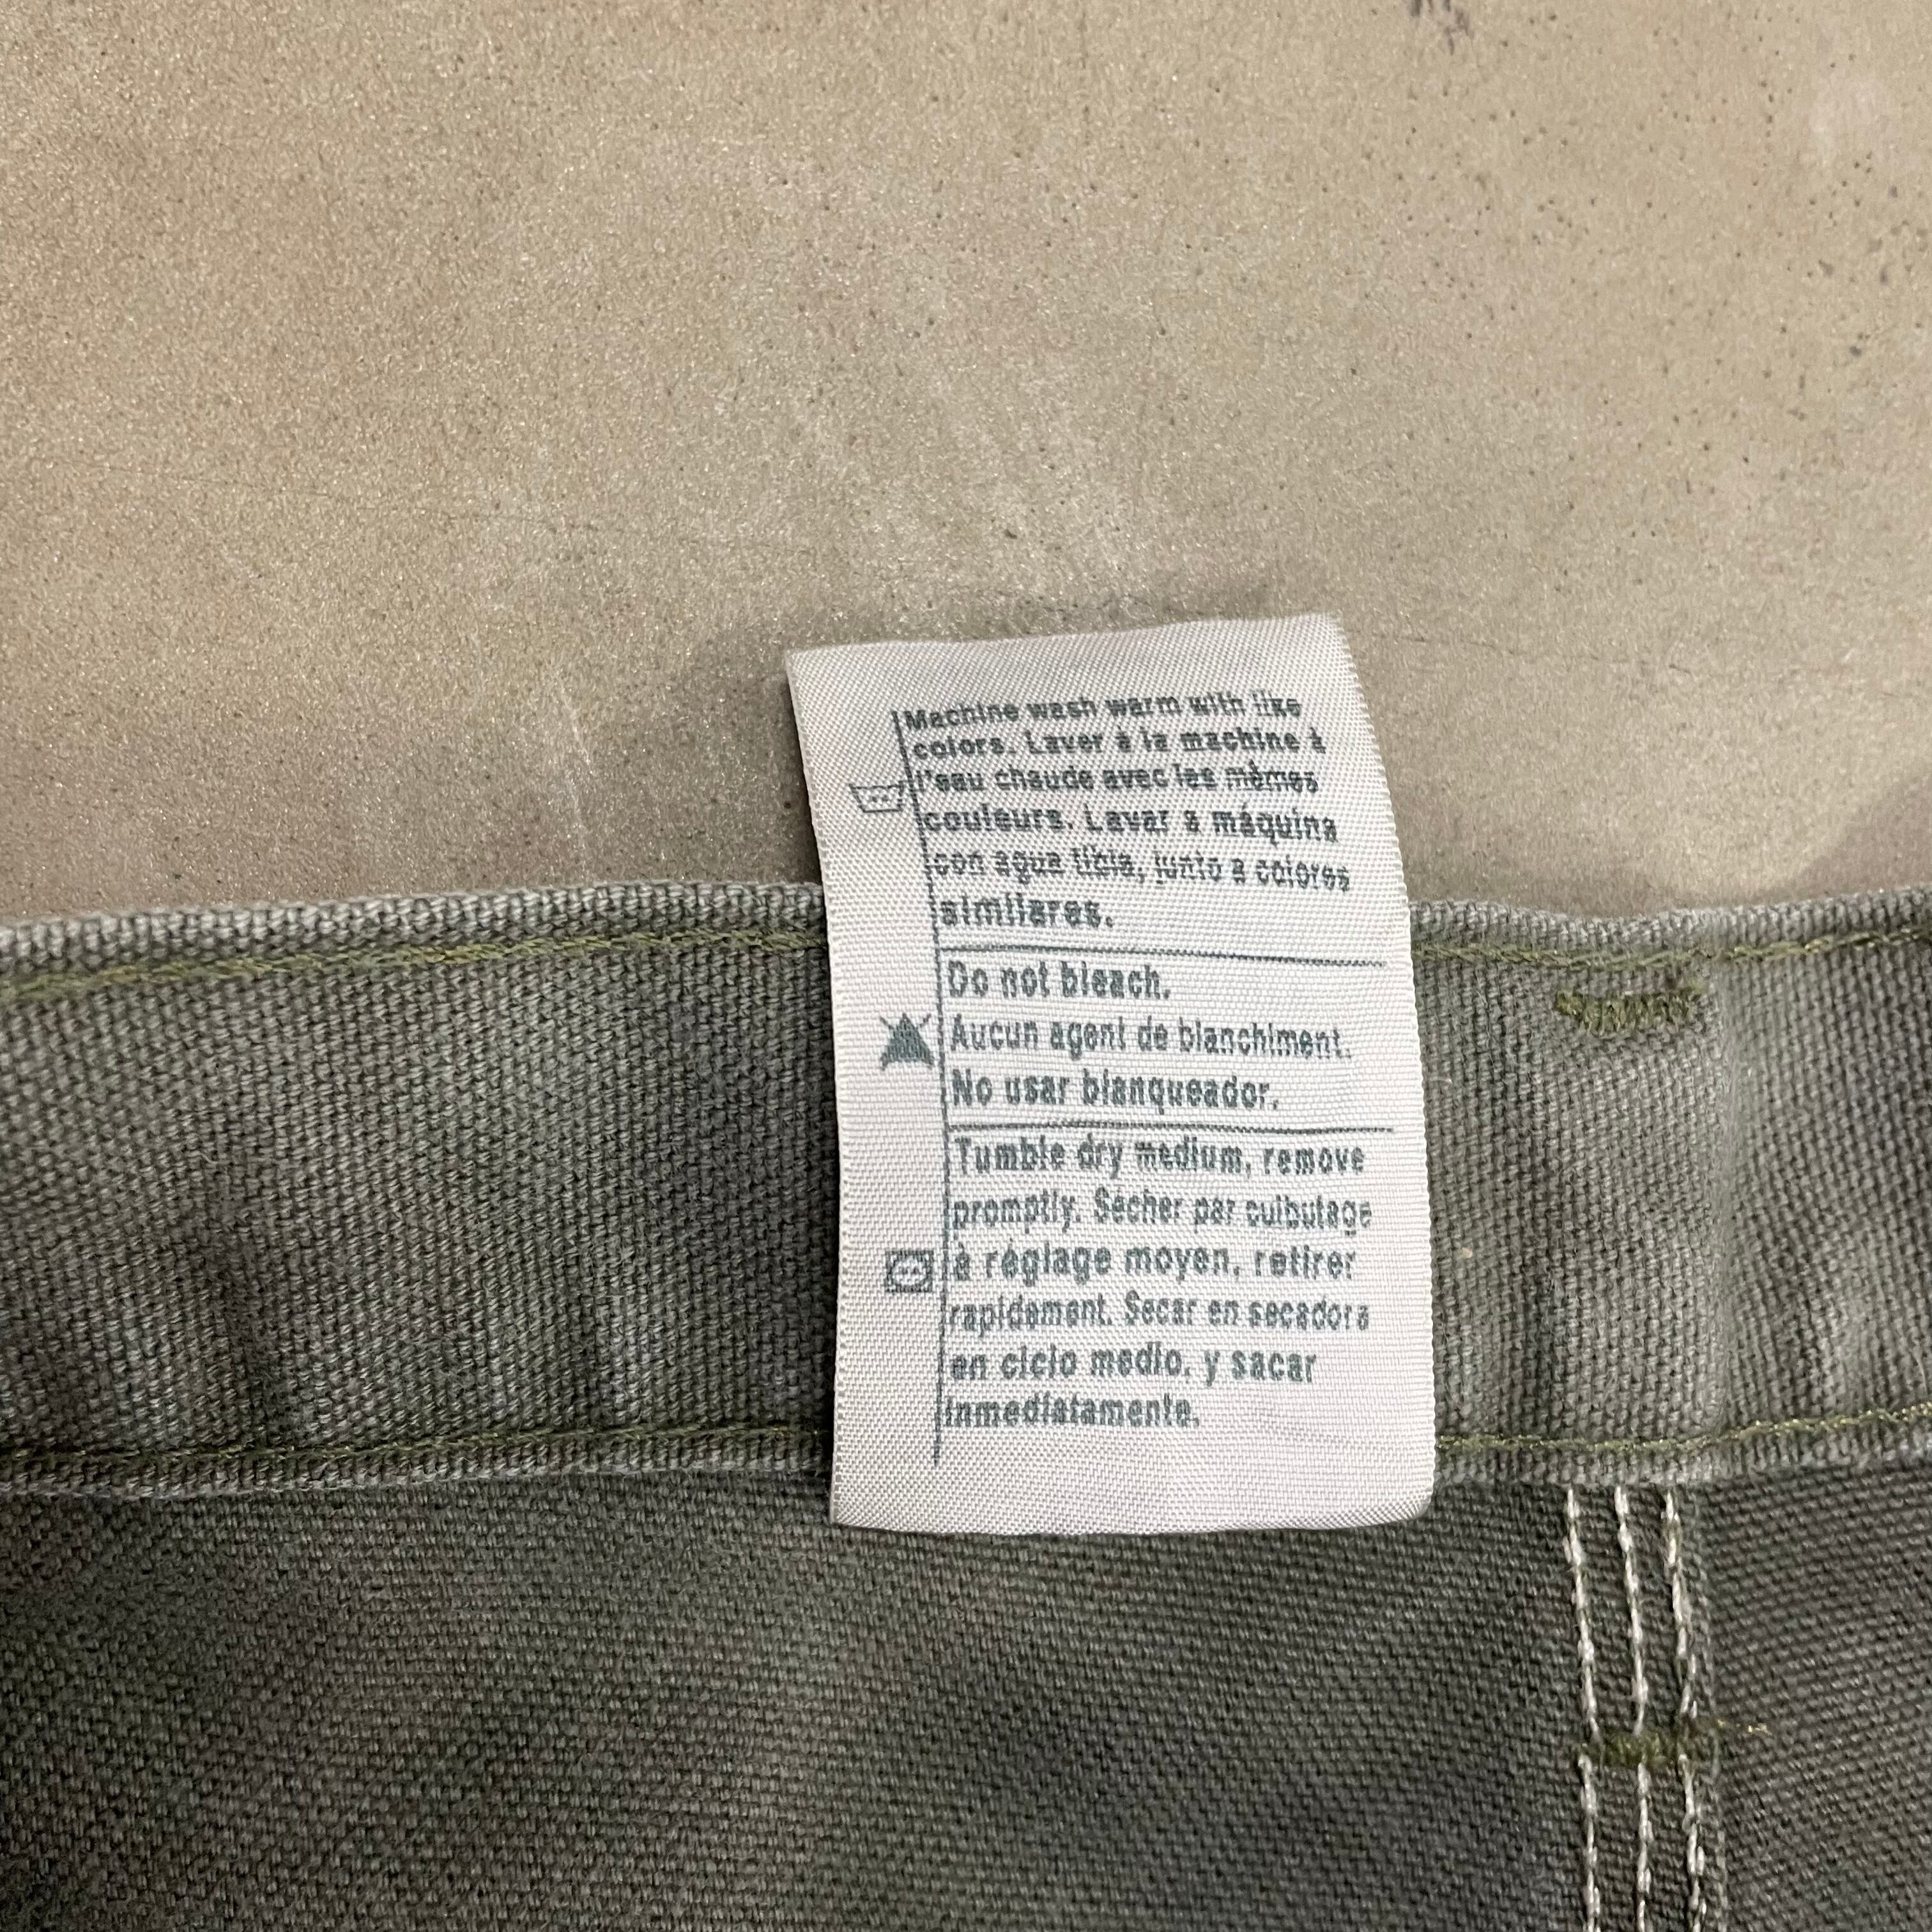 Machine wash warm with like
colors. Laver à la machine à
l'eau chaude avec les mêmes
couleurs. Lavar a máquina
con agua tibia, junto a colores
similares.
Do not bleach.
Aucun agent de blanchiment.
No usar blanqueador.
Tumble dry medium, remove
promptly. Sécher par culbutage
à réglage moyen, retirer
rapidement. Secar en secadora
en ciclo medio, y sacar
inmediatamente.